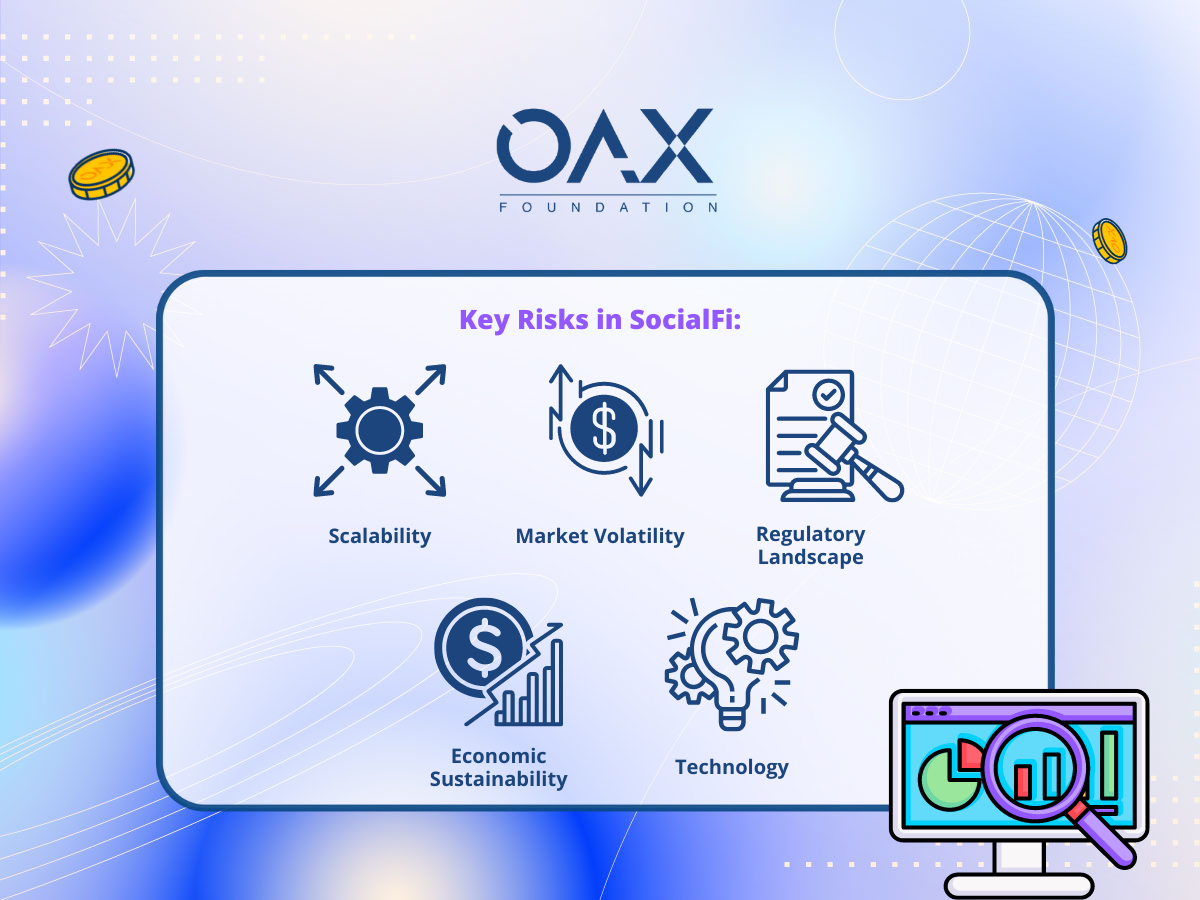 OAX
FOUNDATION
Key Risks in SocialFi:
Scalability
Market Volatility
Regulatory
Landscape
Economic
Sustainability
Technology